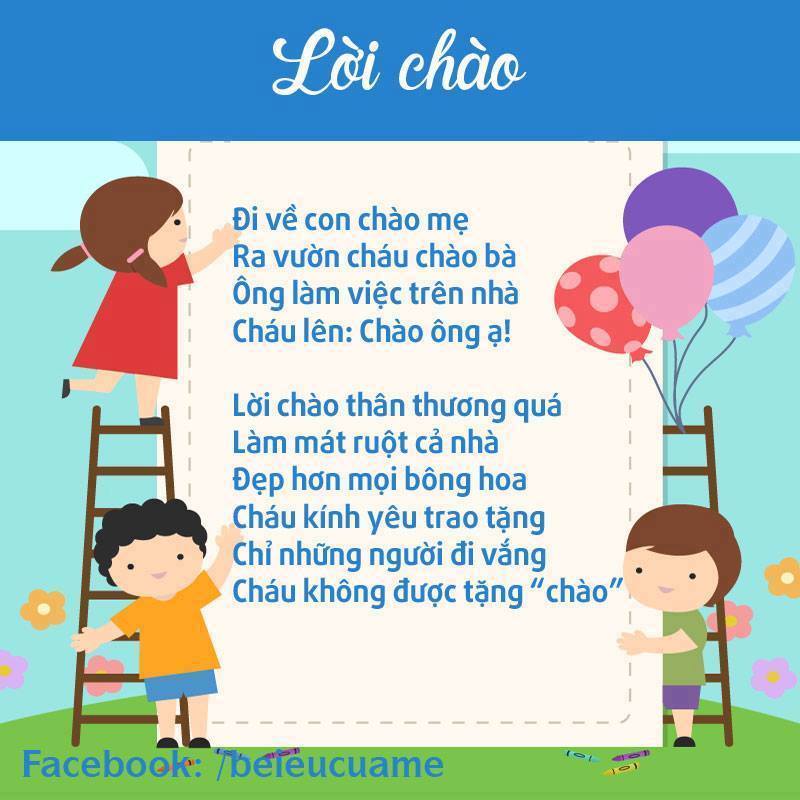 Lời chào
Đi về con chào mẹ
Ra vườn cháu chào bà
Ông làm việc trên nhà
Cháu lên: Chào ông ạ!
Lời chào thân thương quá
Làm mát ruột cả nhà
Đẹp hơn mọi bông hoa
Cháu kính yêu trao tặng
Chỉ những người đi vắng
Cháu không được tặng “chào”
Facebook: /beieucuame